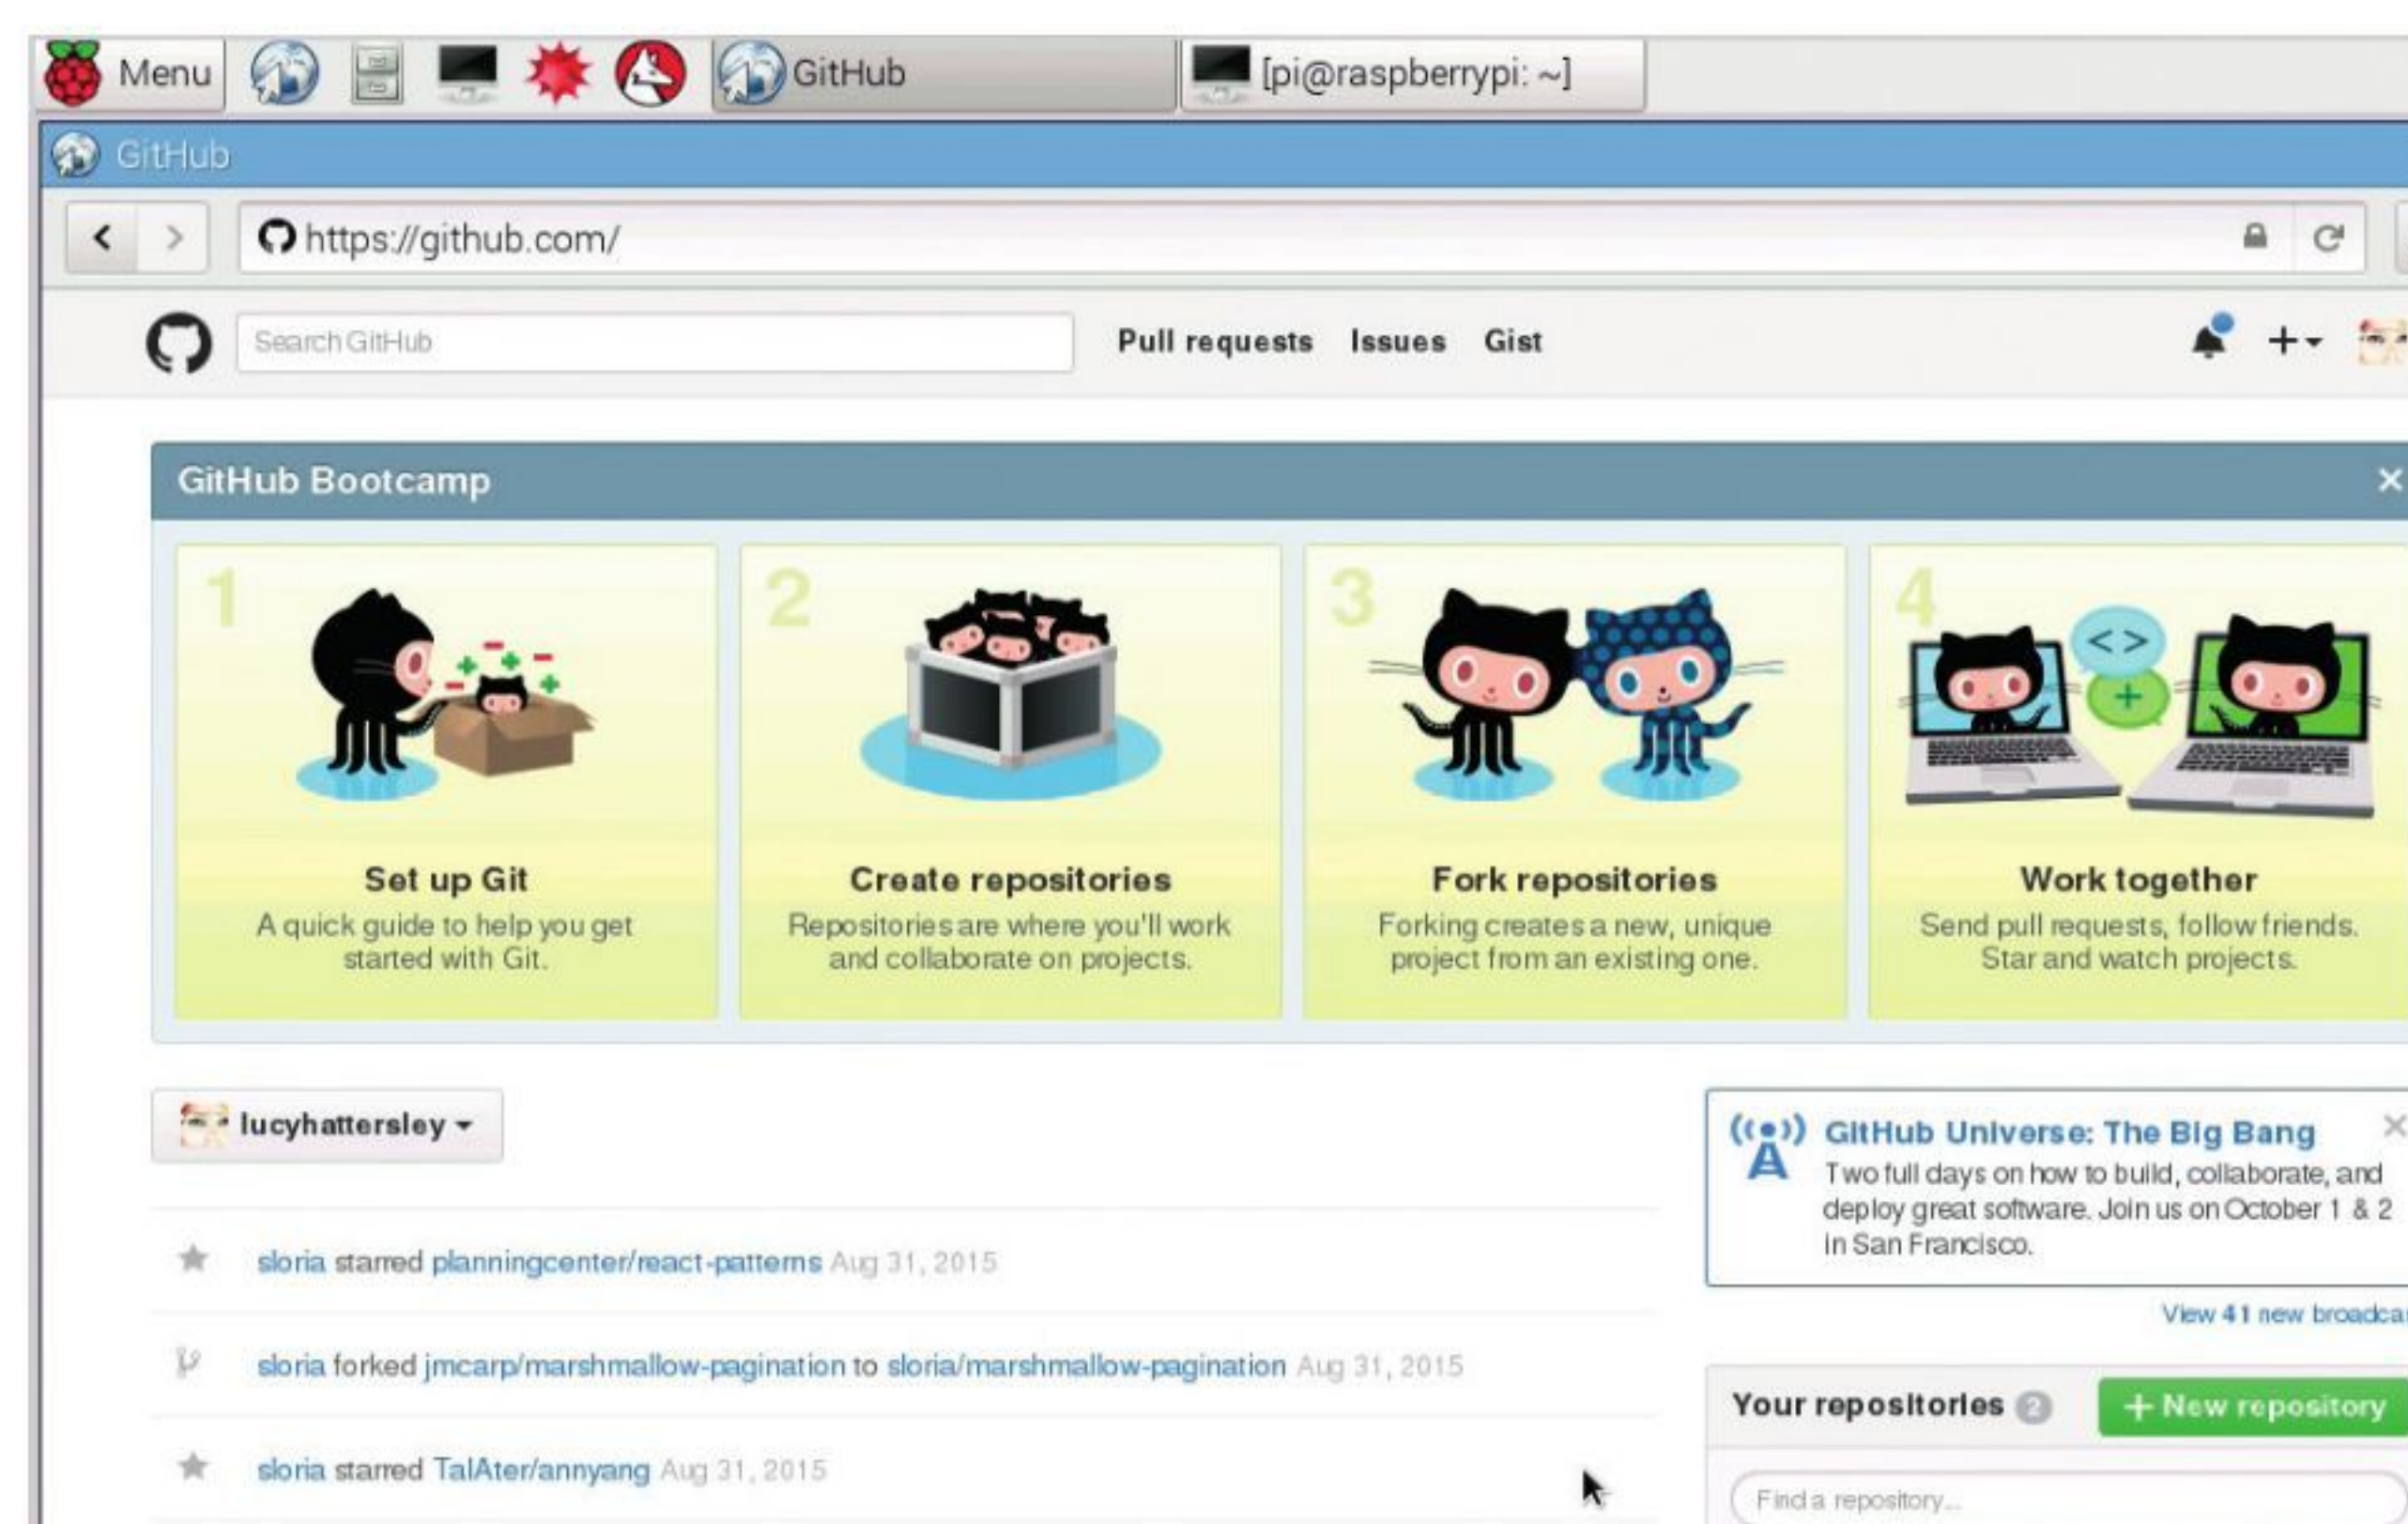 Menu
GitHub
[pi@raspberrypi: ~]
GitHub
https://github.com/
Search GitHub
Pull requests Issues Gist
GitHub Bootcamp
1
Set up Git
A quick guide to help you get
started with Git.
2
Create repositories
Repositories are where you'll work
and collaborate on projects.
3
Fork repositories
Forking creates a new, unique
project from an existing one.
4
Work together
Send pull requests, follow friends.
Star and watch projects.
lucyhattersley
sloria starred planningcenter/react-patterns Aug 31, 2015
sloria forked jmcarp/marshmallow-pagination to sloria/marshmallow-pagination Aug 31, 2015
sloria starred TalAter/annyang Aug 31, 2015
GitHub Universe: The Big Bang
Two full days on how to build, collaborate, and
deploy great software. Join us on October 1 & 2
in San Francisco.
View 41 new
Your repositories 2
+ New repository
Find a repository...